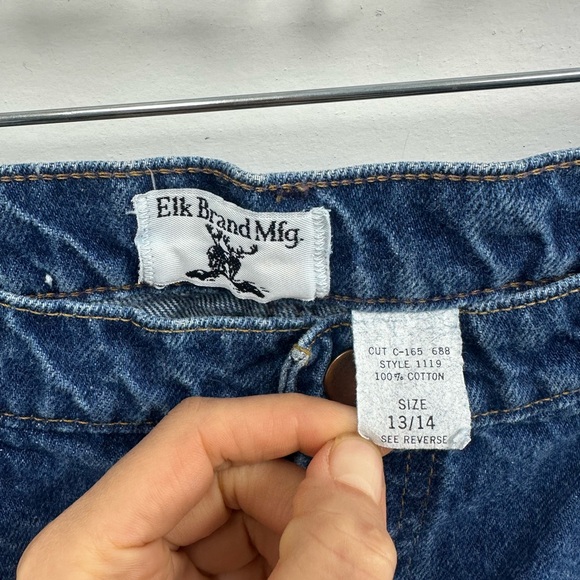 Elk Brand Mfg.
CUT C-165 688
STYLE 1119
100% COTTON
SIZE
13/14
SEE REVERSE